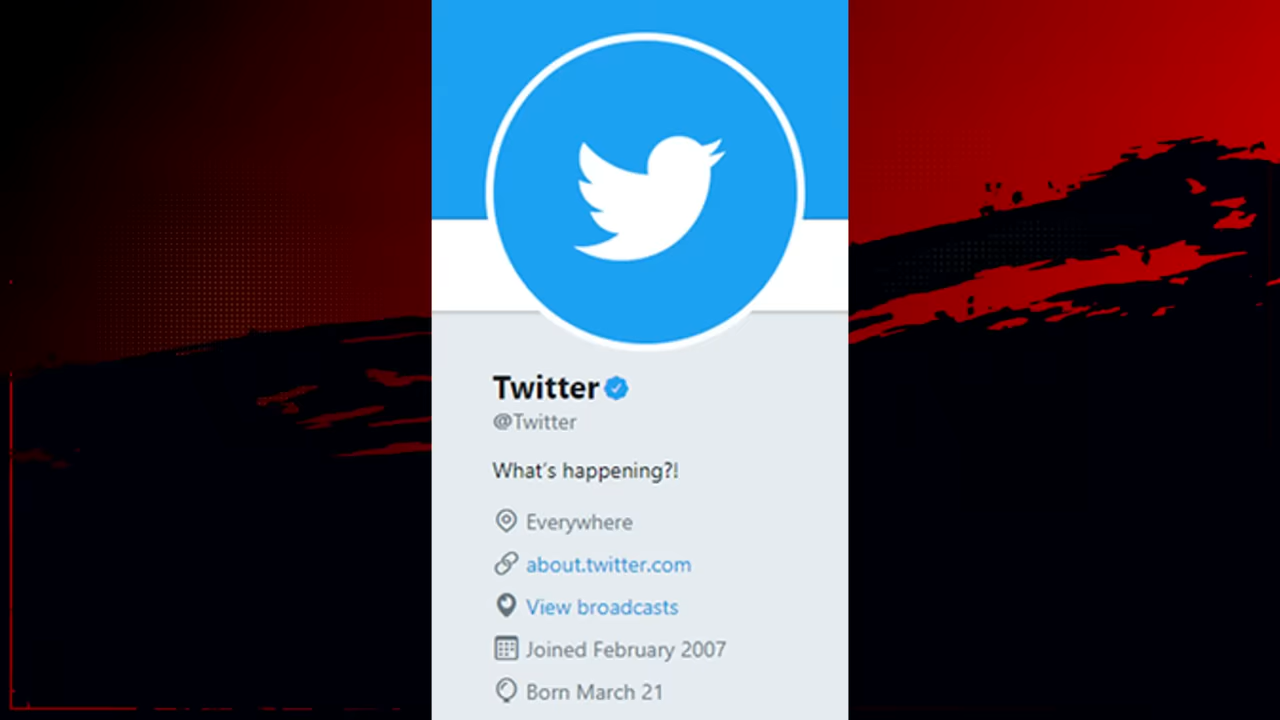 Twitter
@Twitter
What's happening?!
Everywhere
about.twitter.com
View broadcasts
Joined February 2007
Born March 21